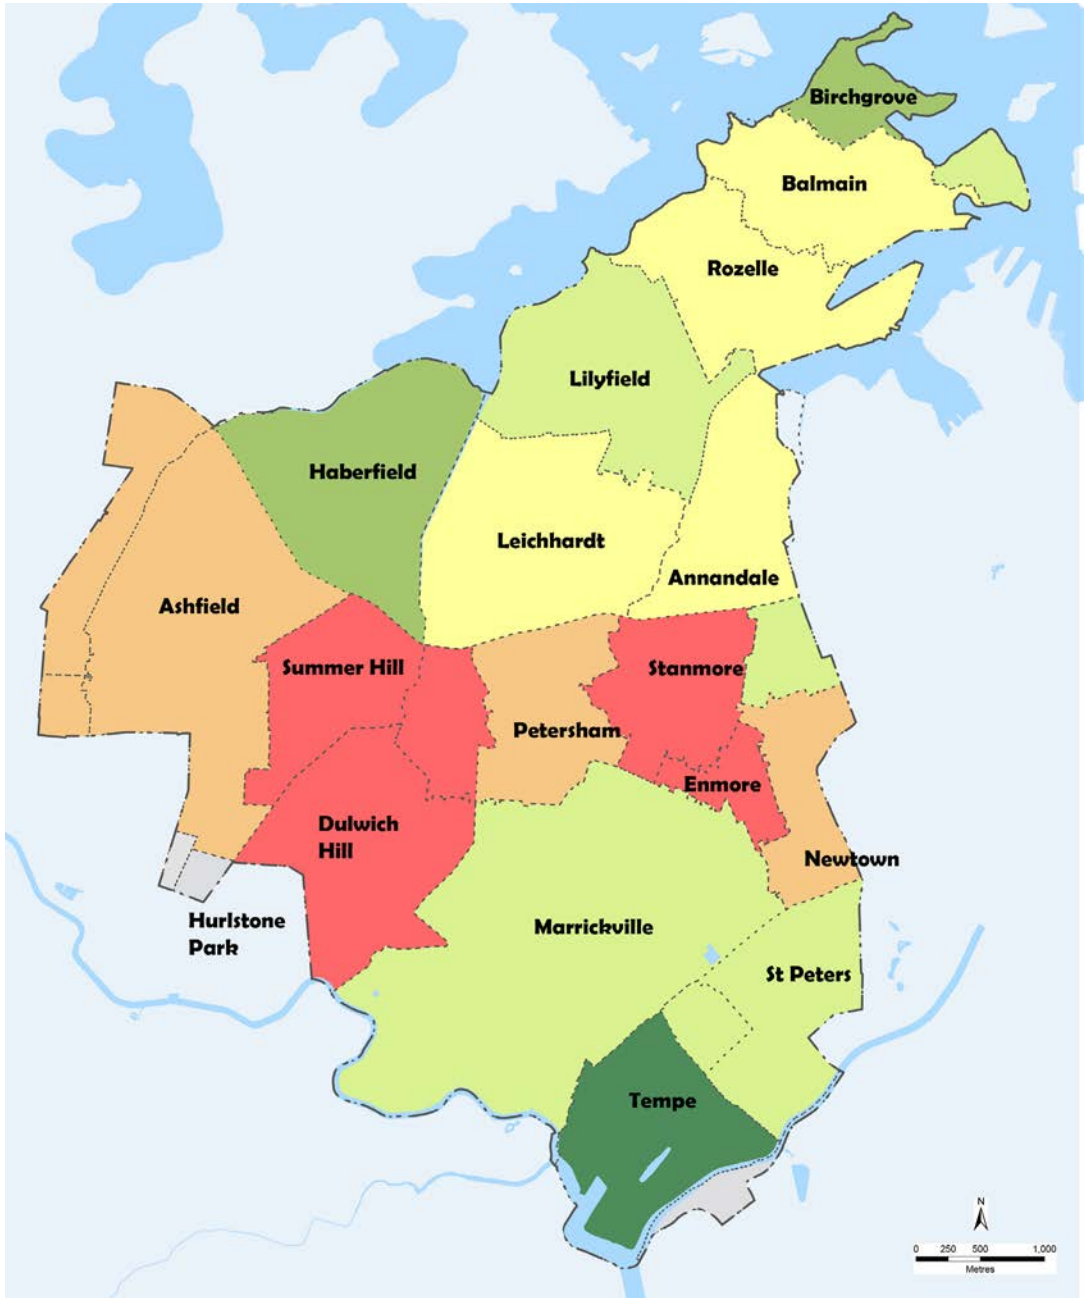 Birchgrove
Balmain
Rozelle
Lilyfield
Haberfield
Leichhardt
Annandale
Ashfield
Summer Hill
Stanmore
Petersham
Enmore
Dulwich
Hill
Newtown
Hurlstone
Park
Marrickville
St Peters
Tempe
N
0 250 500 1,000
Metres